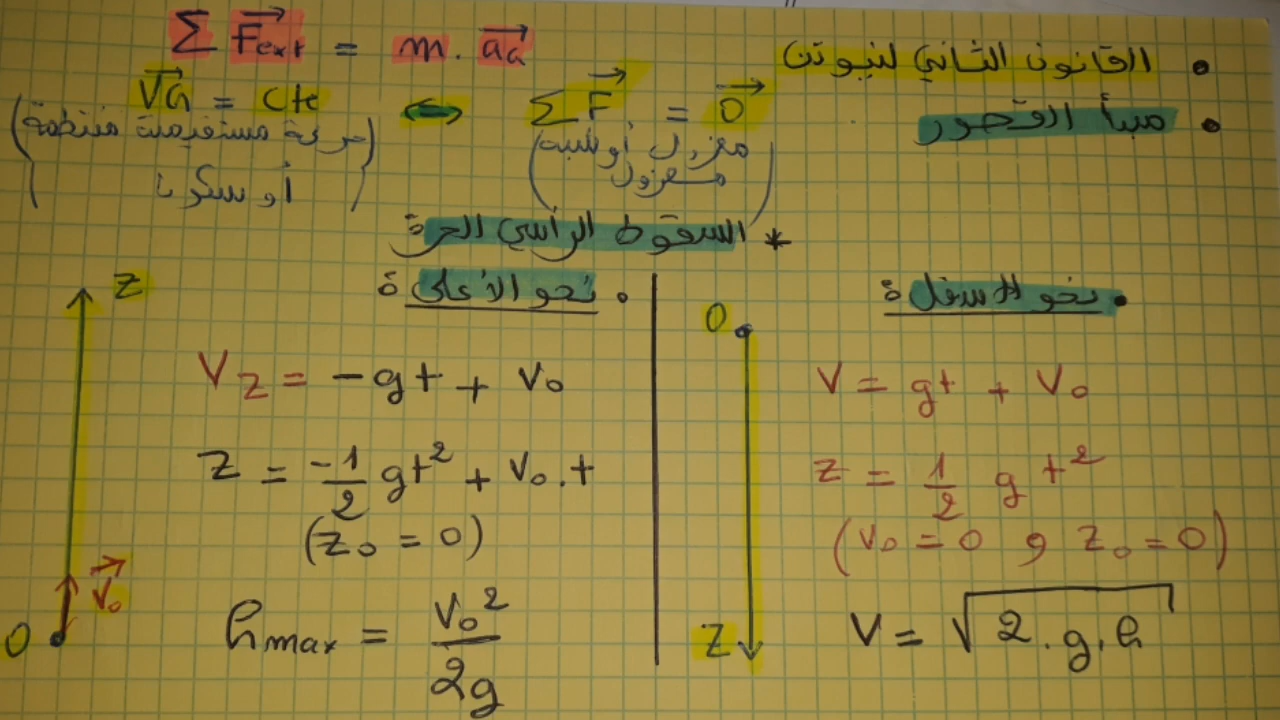 • القانون الثاني لنيوتن
Σ F⃗ext = m. a⃗G
• مبدأ القصور
V⃗G = Cte ⟺ Σ F⃗ = 0⃗
(معزول أو شبه معزول)
(حركة مستقيمية منتظمة أو سكون)
* السقوط الرأسي الحر:
• نحو الأسفل:
O
Z
V = gt + V₀
Z = 1/2 g t²
(V₀ = 0 و Z₀ = 0)
V = √(2.g.h)
• نحو الأعلى:
Z
V⃗₀
O
V_Z = -gt + V₀
Z = -1/2 gt² + V₀.t
(Z₀ = 0)
hmax = V₀²/2g